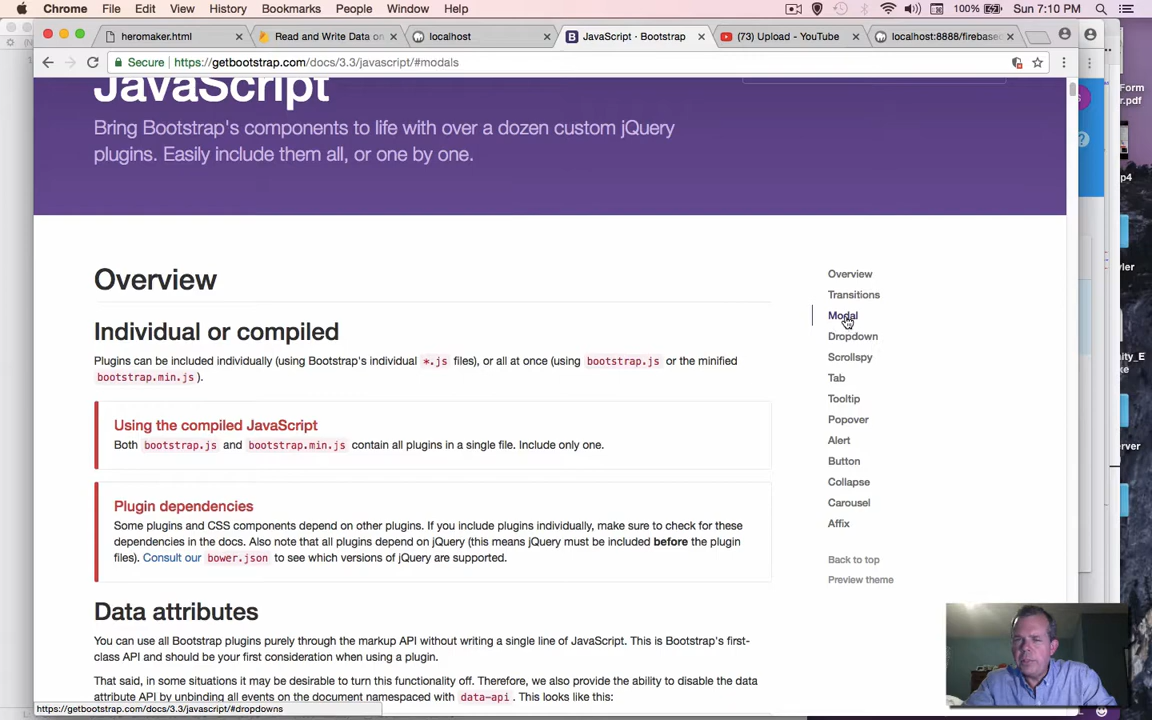 Chrome File Edit View History Bookmarks People Window Help 100% Sun 7:10 PM
heromaker.html
Read and Write Data on
localhost
JavaScript · Bootstrap
(73) Upload - YouTube
localhost:8888/firebase
Secure https://getbootstrap.com/docs/3.3/javascript/#modals
JavaScript
Bring Bootstrap's components to life with over a dozen custom jQuery
plugins. Easily include them all, or one by one.
Overview
Individual or compiled
Plugins can be included individually (using Bootstrap's individual *.js files), or all at once (using bootstrap.js or the minified
bootstrap.min.js ).
Using the compiled JavaScript
Both bootstrap.js and bootstrap.min.js contain all plugins in a single file. Include only one.
Plugin dependencies
Some plugins and CSS components depend on other plugins. If you include plugins individually, make sure to check for these
dependencies in the docs. Also note that all plugins depend on jQuery (this means jQuery must be included before the plugin
files). Consult our bower.json to see which versions of jQuery are supported.
Data attributes
You can use all Bootstrap plugins purely through the markup API without writing a single line of JavaScript. This is Bootstrap's first-
class API and should be your first consideration when using a plugin.
That said, in some situations it may be desirable to turn this functionality off. Therefore, we also provide the ability to disable the data
attribute API by unbinding all events on the document namespaced with data-api . This looks like this:
Overview
Transitions
Modal
Dropdown
Scrollspy
Tab
Tooltip
Popover
Alert
Button
Collapse
Carousel
Affix
Back to top
Preview theme
https://getbootstrap.com/docs/3.3/javascript/#dropdowns
Form
r.pdf
p4
ler
nity_E
xe
erver